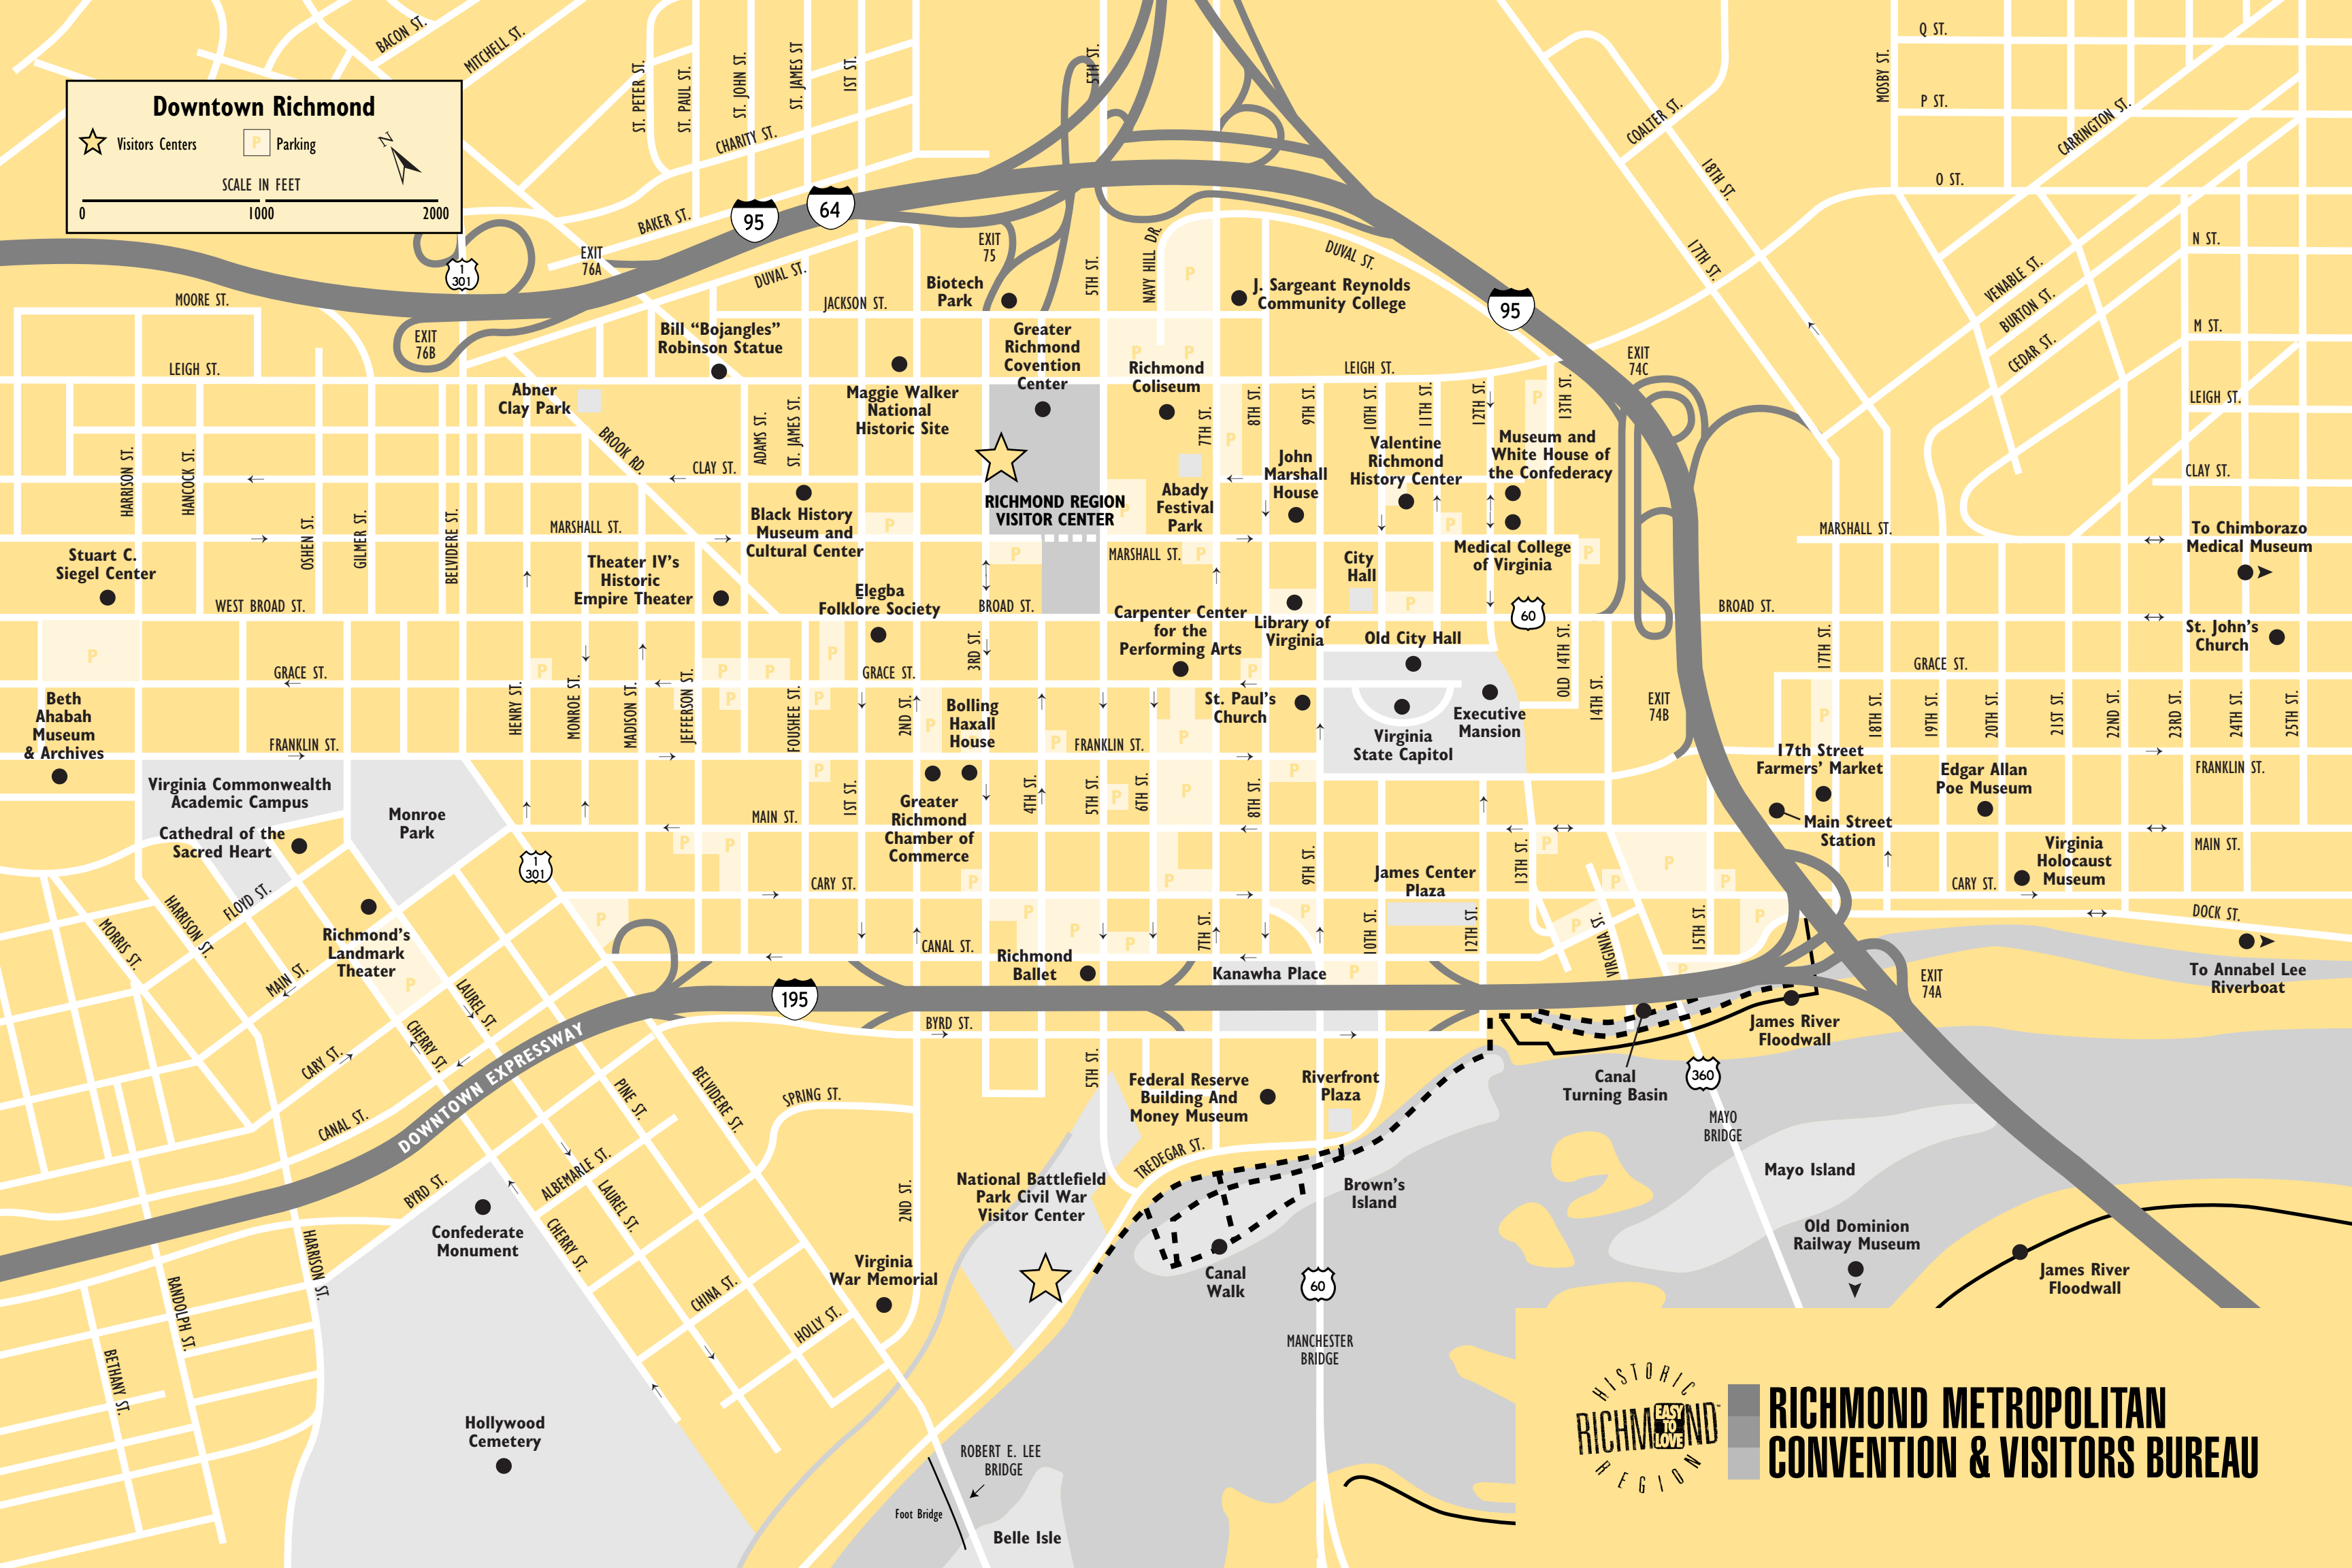 BACON ST.
MITCHELL ST.
ST. PETER ST.
ST. PAUL ST.
ST. JOHN ST.
ST. JAMES ST
1ST ST.
5TH ST.
CHARITY ST.
COALTER ST.
18TH ST.
17TH ST.
MOSBY ST.
Q ST.
P ST.
CARRINGTON ST.
O ST.
N ST.
VENABLE ST.
BURTON ST.
CEDAR ST.
M ST.
LEIGH ST.
CLAY ST.
Downtown Richmond
Visitors Centers
P
Parking
N
SCALE IN FEET
0
1000
2000
BAKER ST.
95
64
1
301
EXIT
76A
EXIT
75
EXIT
76B
DUVAL ST.
DUVAL ST.
NAVY HILL DR.
5TH ST.
MOORE ST.
JACKSON ST.
Biotech
Park
J. Sargeant Reynolds
Community College
95
EXIT
74C
Bill “Bojangles”
Robinson Statue
Greater
Richmond
Covention
Center
Richmond
Coliseum
LEIGH ST.
LEIGH ST.
Abner
Clay Park
Maggie Walker
National
Historic Site
BROOK RD.
ADAMS ST.
ST. JAMES ST.
7TH ST.
8TH ST.
9TH ST.
10TH ST.
11TH ST.
12TH ST.
13TH ST.
HARRISON ST.
HANCOCK ST.
OSHEN ST.
GILMER ST.
BELVIDERE ST.
CLAY ST.
John
Marshall
House
Valentine
Richmond
History Center
Museum and
White House of
the Confederacy
RICHMOND REGION
VISITOR CENTER
Abady
Festival
Park
Black History
Museum and
Cultural Center
MARSHALL ST.
MARSHALL ST.
MARSHALL ST.
To Chimborazo
Medical Museum
Stuart C.
Siegel Center
Theater IV's
Historic
Empire Theater
City
Hall
Medical College
of Virginia
Elegba
Folklore Society
WEST BROAD ST.
BROAD ST.
BROAD ST.
60
Carpenter Center
for the
Performing Arts
Library of
Virginia
Old City Hall
St. John's
Church
3RD ST.
GRACE ST.
GRACE ST.
GRACE ST.
OLD 14TH ST.
14TH ST.
17TH ST.
Beth
Ahabah
Museum
& Archives
HENRY ST.
MONROE ST.
MADISON ST.
JEFFERSON ST.
FOUSHEE ST.
2ND ST.
Bolling
Haxall
House
St. Paul's
Church
Virginia
State Capitol
Executive
Mansion
EXIT
74B
18TH ST.
19TH ST.
20TH ST.
21ST ST.
22ND ST.
23RD ST.
24TH ST.
25TH ST.
FRANKLIN ST.
FRANKLIN ST.
FRANKLIN ST.
17th Street
Farmers' Market
Edgar Allan
Poe Museum
Virginia Commonwealth
Academic Campus
Monroe
Park
1ST ST.
4TH ST.
5TH ST.
6TH ST.
8TH ST.
Greater
Richmond
Chamber of
Commerce
MAIN ST.
MAIN ST.
Main Street
Station
Cathedral of the
Sacred Heart
1
301
9TH ST.
13TH ST.
James Center
Plaza
Virginia
Holocaust
Museum
CARY ST.
CARY ST.
DOCK ST.
FLOYD ST.
HARRISON ST.
MORRIS ST.
Richmond's
Landmark
Theater
MAIN ST.
LAUREL ST.
CHERRY ST.
CARY ST.
CANAL ST.
7TH ST.
10TH ST.
12TH ST.
VIRGINIA ST.
15TH ST.
CANAL ST.
Richmond
Ballet
Kanawha Place
EXIT
74A
To Annabel Lee
Riverboat
195
DOWNTOWN EXPRESSWAY
BYRD ST.
James River
Floodwall
BELVIDERE ST.
PINE ST.
SPRING ST.
5TH ST.
Federal Reserve
Building And
Money Museum
Riverfront
Plaza
Canal
Turning Basin
360
MAYO
BRIDGE
TREDEGAR ST.
Mayo Island
BYRD ST.
ALBEMARLE ST.
LAUREL ST.
CHERRY ST.
2ND ST.
National Battlefield
Park Civil War
Visitor Center
Brown's
Island
Confederate
Monument
HARRISON ST.
RANDOLPH ST.
BETHANY ST.
CHINA ST.
HOLLY ST.
Virginia
War Memorial
Canal
Walk
60
Old Dominion
Railway Museum
James River
Floodwall
MANCHESTER
BRIDGE
Hollywood
Cemetery
ROBERT E. LEE
BRIDGE
Foot Bridge
Belle Isle
HISTORIC
RICHMOND
EASY
TO
LOVE
REGION
RICHMOND METROPOLITAN
CONVENTION & VISITORS BUREAU